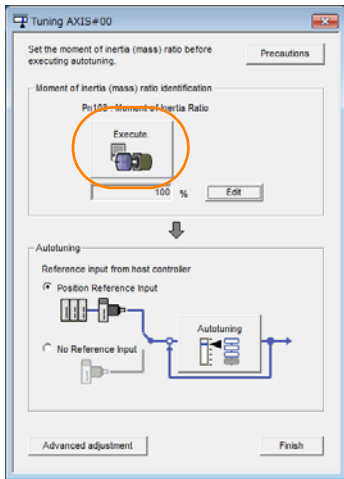 Tuning AXIS#00
Set the moment of inertia (mass) ratio before
executing autotuning.
Precautions
Moment of inertia (mass) ratio identification
Pn103 : Moment of Inertia Ratio
Execute.
100 %
Edit
Autotuning
Reference input from host controller
Position Reference Input
Autotuning
No Reference Input
Advanced adjustment
Finish